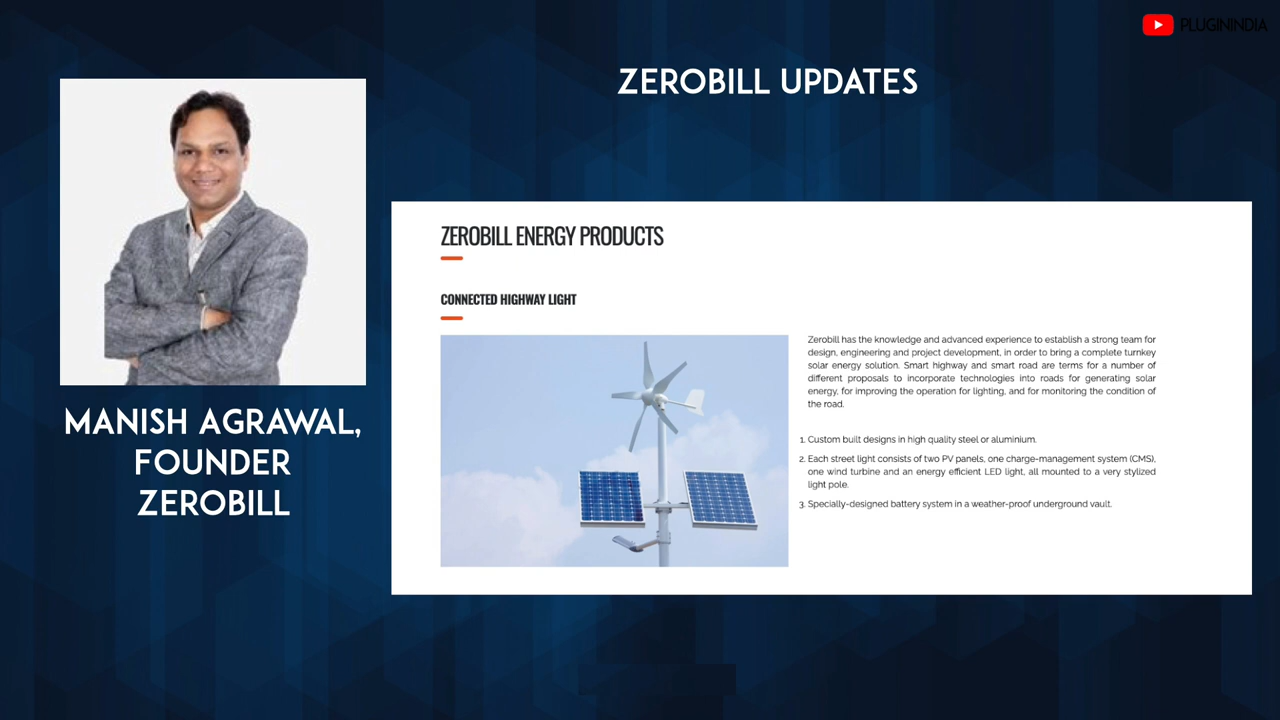 PLUGININDIA
ZEROBILL UPDATES
MANISH AGRAWAL,
FOUNDER
ZEROBILL
ZEROBILL ENERGY PRODUCTS
CONNECTED HIGHWAY LIGHT
Zerobill has the knowledge and advanced experience to establish a strong team for
design, engineering and project development, in order to bring a complete turnkey
solar energy solution. Smart highway and smart road are terms for a number of
different proposals to incorporate technologies into roads for generating solar
energy, for improving the operation for lighting, and for monitoring the condition of
the road.
1. Custom built designs in high quality steel or aluminium.
2. Each street light consists of two PV panels, one charge-management system (CMS),
one wind turbine and an energy efficient LED light, all mounted to a very stylized
light pole.
3. Specially-designed battery system in a weather-proof underground vault.